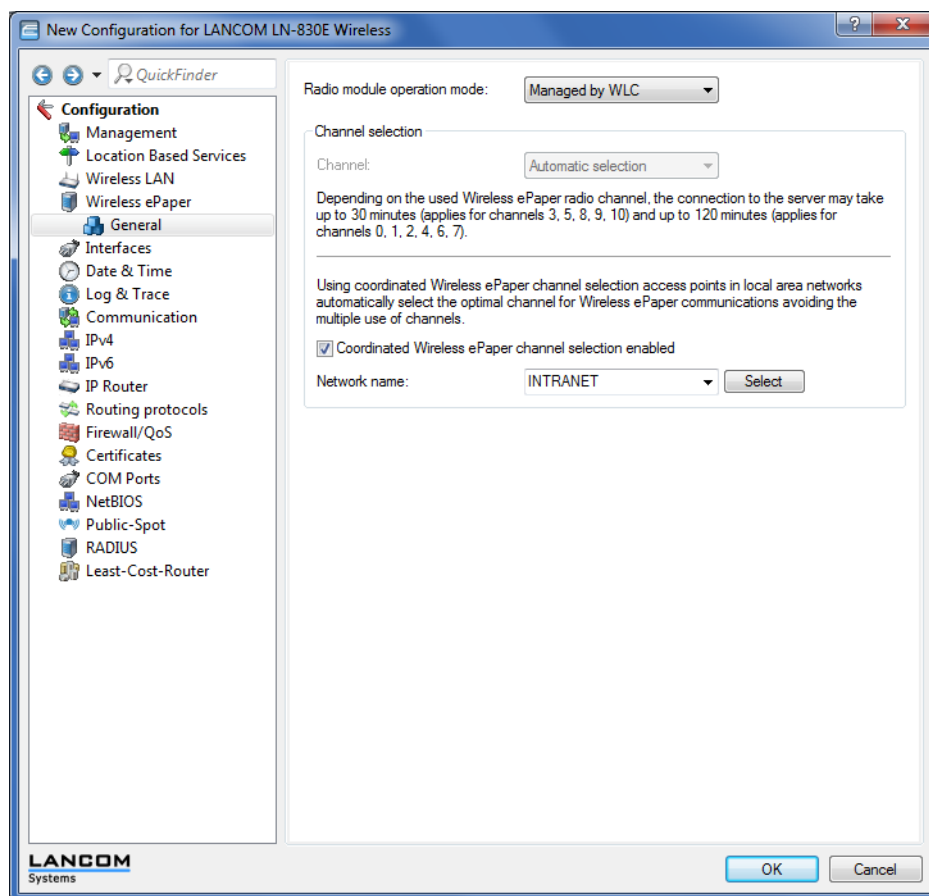 New Configuration for LANCOM LN-830E Wireless
?
QuickFinder
Configuration
Management
Location Based Services
Wireless LAN
Wireless ePaper
General
Interfaces
Date & Time
Log & Trace
Communication
IPv4
IPv6
IP Router
Routing protocols
Firewall/QoS
Certificates
COM Ports
NetBIOS
Public-Spot
RADIUS
Least-Cost-Router
Radio module operation mode: Managed by WLC
Channel selection
Channel: Automatic selection
Depending on the used Wireless ePaper radio channel, the connection to the server may take
up to 30 minutes (applies for channels 3, 5, 8, 9, 10) and up to 120 minutes (applies for
channels 0, 1, 2, 4, 6, 7).
Using coordinated Wireless ePaper channel selection access points in local area networks
automatically select the optimal channel for Wireless ePaper communications avoiding the
multiple use of channels.
Coordinated Wireless ePaper channel selection enabled
Network name: INTRANET Select
LANCOM
Systems
OK Cancel